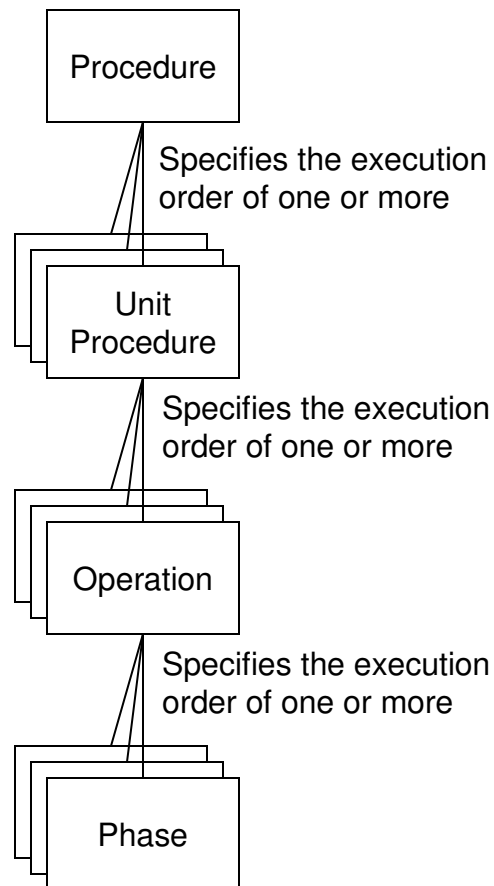 Procedure
Specifies the execution
order of one or more
Unit
Procedure
Specifies the execution
order of one or more
Operation
Specifies the execution
order of one or more
Phase